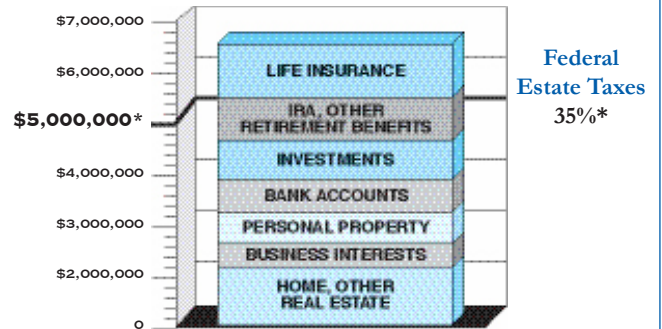 $7,000,000
$6,000,000
$5,000,000*
$4,000,000
$3,000,000
$2,000,000
0
LIFE INSURANCE
IRA, OTHER
RETIREMENT BENEFITS
INVESTMENTS
BANK ACCOUNTS
PERSONAL PROPERTY
BUSINESS INTERESTS
HOME, OTHER
REAL ESTATE
Federal
Estate Taxes
35%*